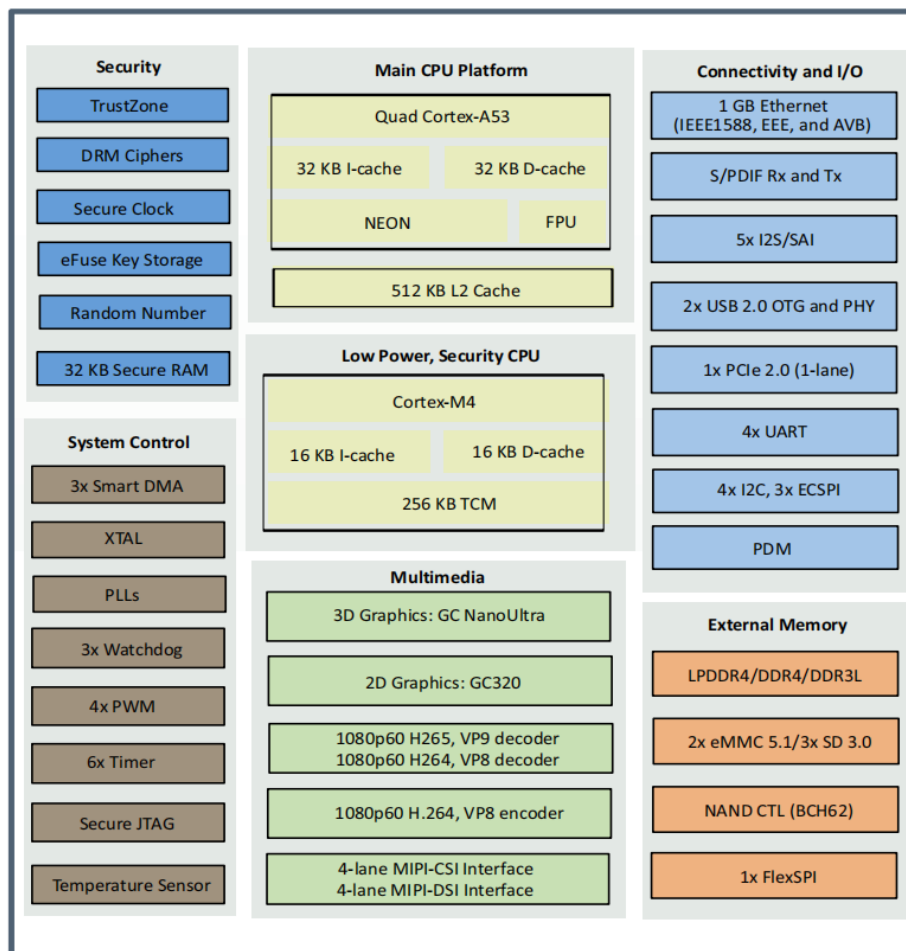 Security
TrustZone
DRM Ciphers
Secure Clock
eFuse Key Storage
Random Number
32 KB Secure RAM
System Control
3x Smart DMA
XTAL
PLLs
3x Watchdog
4x PWM
6x Timer
Secure JTAG
Temperature Sensor
Main CPU Platform
Quad Cortex-A53
32 KB I-cache
32 KB D-cache
NEON
FPU
512 KB L2 Cache
Low Power, Security CPU
Cortex-M4
16 KB I-cache
16 KB D-cache
256 KB TCM
Multimedia
3D Graphics: GC NanoUltra
2D Graphics: GC320
1080p60 H265, VP9 decoder
1080p60 H264, VP8 decoder
1080p60 H.264, VP8 encoder
4-lane MIPI-CSI Interface
4-lane MIPI-DSI Interface
Connectivity and I/O
1 GB Ethernet
(IEEE1588, EEE, and AVB)
S/PDIF Rx and Tx
5x I2S/SAI
2x USB 2.0 OTG and PHY
1x PCIe 2.0 (1-lane)
4x UART
4x I2C, 3x ECSPI
PDM
External Memory
LPDDR4/DDR4/DDR3L
2x eMMC 5.1/3x SD 3.0
NAND CTL (BCH62)
1x FlexSPI